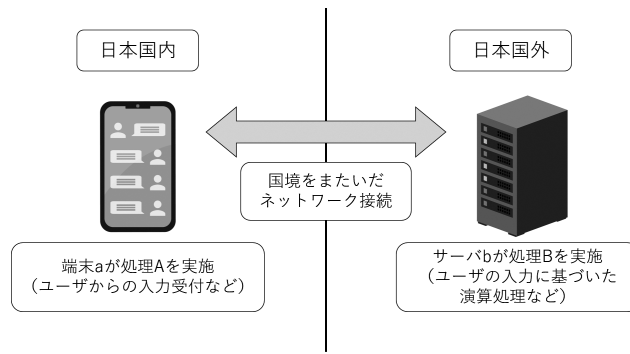 日本国内
日本国外
国境をまたいだ
ネットワーク接続
端末aが処理Aを実施
（ユーザからの入力受付など）
サーバbが処理Bを実施
（ユーザの入力に基づいた
演算処理など）